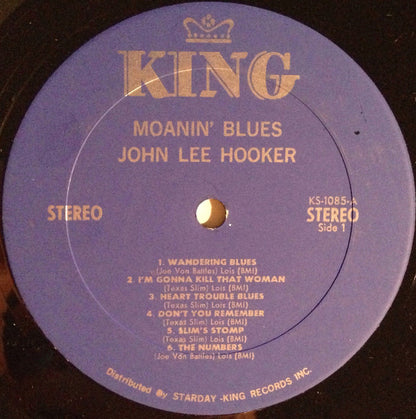 KING
MOANIN' BLUES
JOHN LEE HOOKER
STEREO
KS-1085-A
STEREO
Side 1
1. WANDERING BLUES
(Joe Von Battles) Lois (BMI)
2. I'M GONNA KILL THAT WOMAN
(Texas Slim) Lois (BMI)
3. HEART TROUBLE BLUES
(Texas Slim) Lois (BMI)
4. DON'T YOU REMEMBER
(Texas Slim) Lois (BMI)
5. SLIM'S STOMP
(Texas Slim) Lois (BMI)
6. THE NUMBERS
(Joe Von Battles) Lois (BMI)
Distributed By STARDAY-KING RECORDS INC.